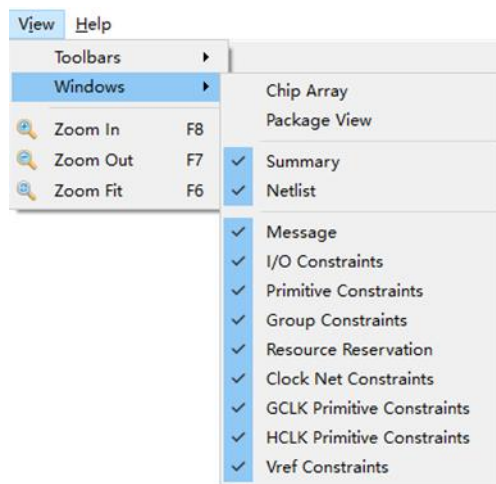 View Help
Toolbars
Windows
Zoom In F8
Zoom Out F7
Zoom Fit F6
Chip Array
Package View
Summary
Netlist
Message
I/O Constraints
Primitive Constraints
Group Constraints
Resource Reservation
Clock Net Constraints
GCLK Primitive Constraints
HCLK Primitive Constraints
Vref Constraints